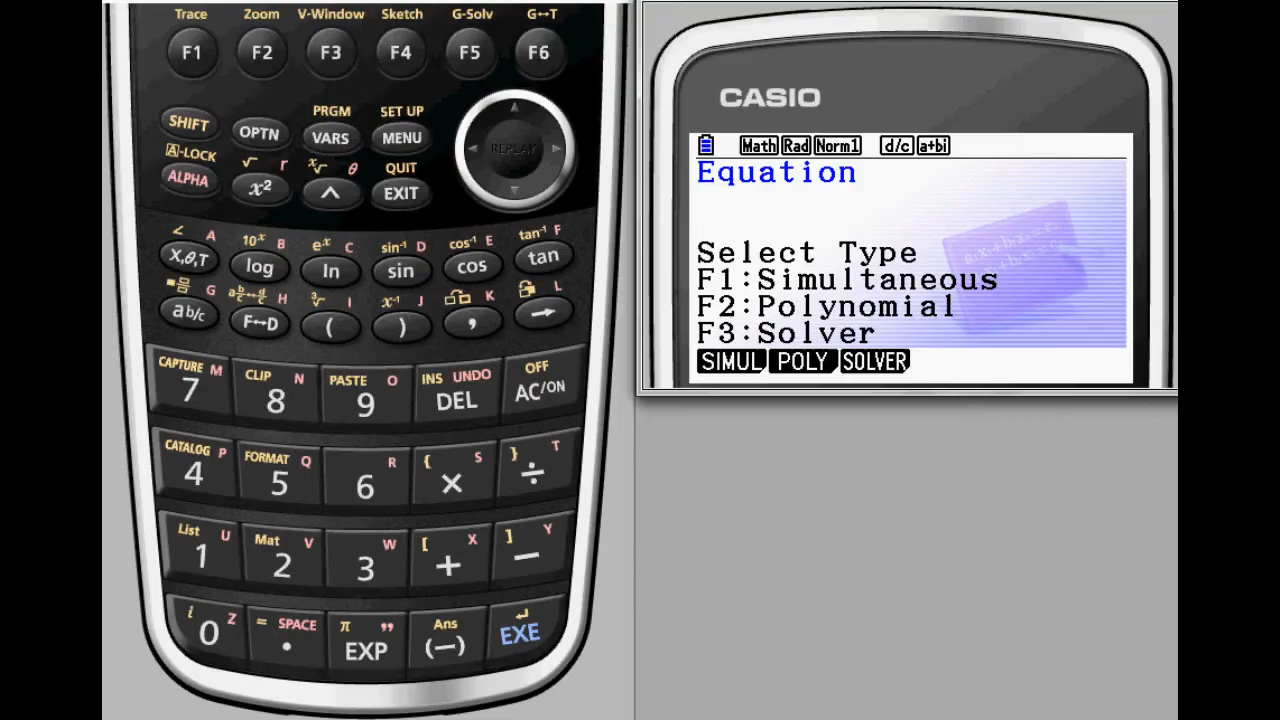 Trace Zoom V-Window Sketch G-Solv G↔T
F1 F2 F3 F4 F5 F6
PRGM SET UP
SHIFT OPTN VARS MENU
REPLAY
A-LOCK √ r x√ θ QUIT
ALPHA x² ^ EXIT
∠ A 10ˣ B eˣ C sin⁻¹ D cos⁻¹ E tan⁻¹ F
X,θ,T log ln sin cos tan
G a b/c↔d/c H ³√ I x⁻¹ J K L
a b/c F↔D ( ) , →
CAPTURE M CLIP N PASTE O INS UNDO OFF
7 8 9 DEL AC/ON
CATALOG P FORMAT Q R { S } T
4 5 6 × ÷
List U Mat V W [ X ] Y
1 2 3 + −
i Z = SPACE π " Ans ↵
0 • EXP (−) EXE
CASIO
Math Rad Norm1 d/c a+bi
Equation
Select Type
F1:Simultaneous
F2:Polynomial
F3:Solver
SIMUL POLY SOLVER